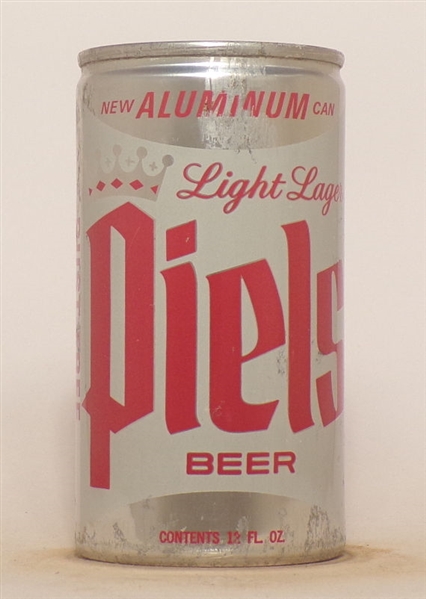 NEW ALUMINUM CAN
Light Lager
Piels
BEER
CONTENTS 12 FL. OZ.